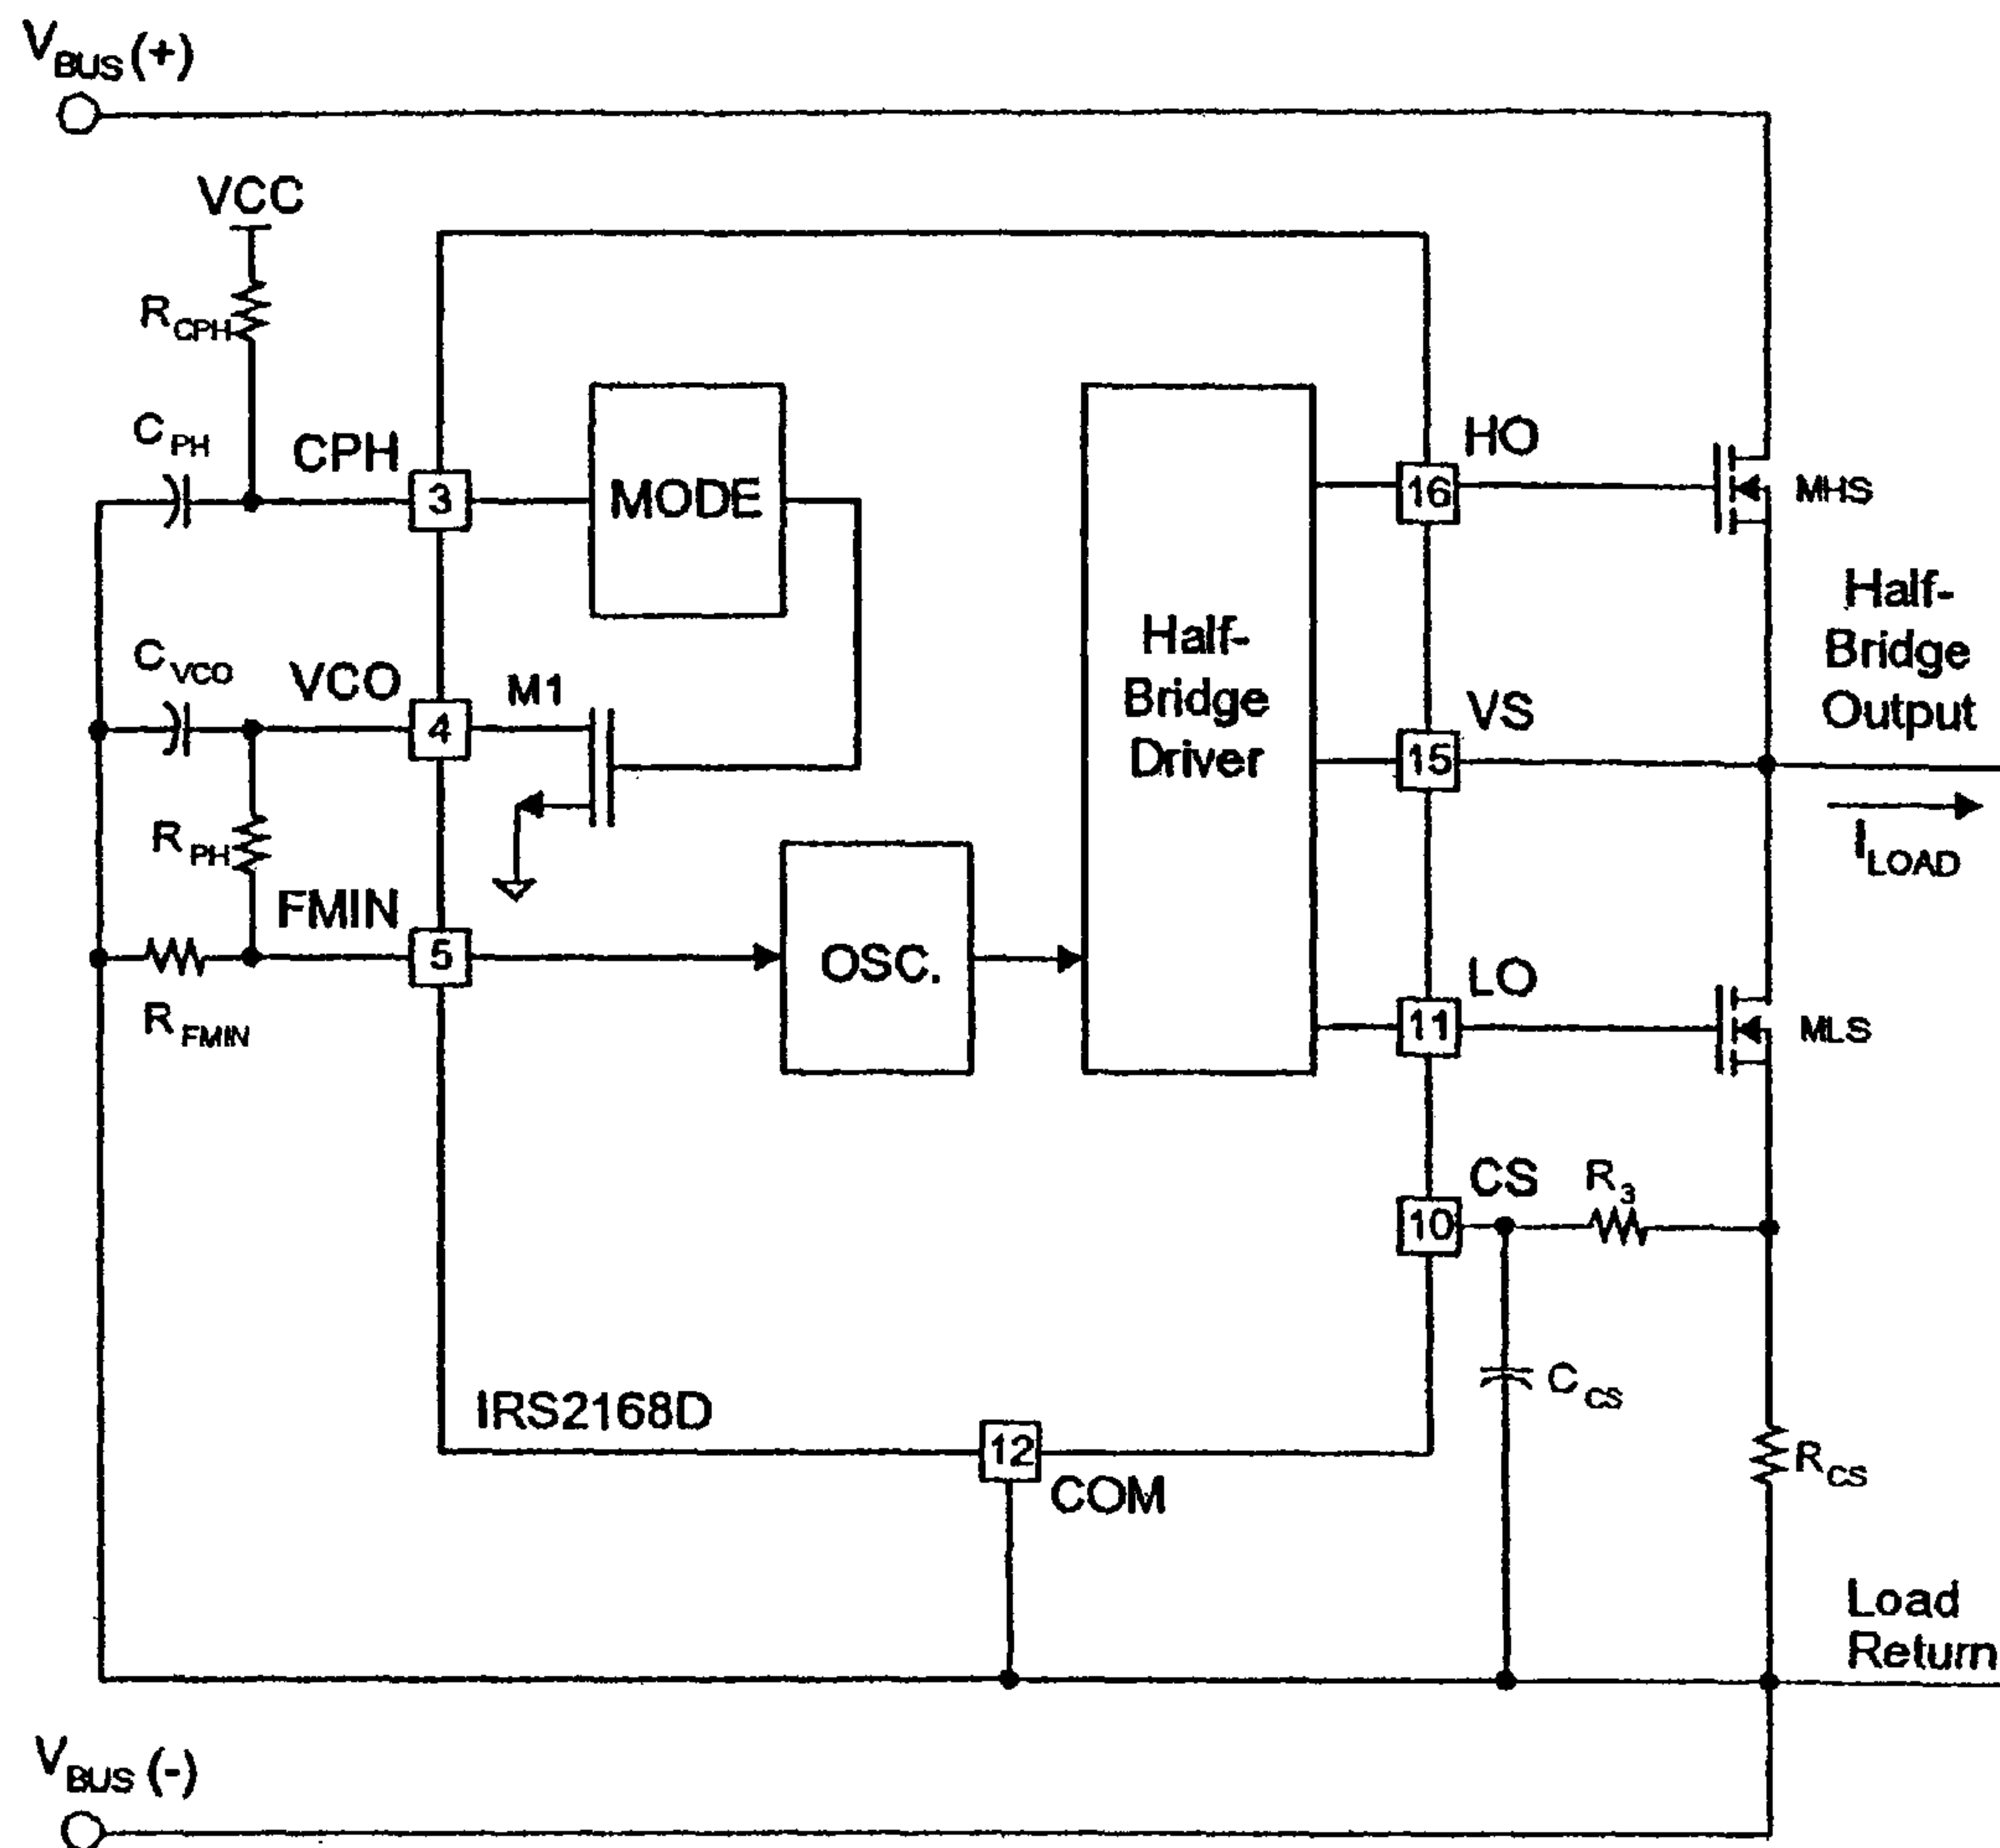 VBUS (+)
VCC
RCPH
CPH
CPH
3
MODE
CVCO
VCO
4
M1
RPH
FMIN
5
RFMIN
OSC.
Half-
Bridge
Driver
HO
16
MHS
Half-
Bridge
Output
VS
15
ILOAD
LO
11
MLS
CS
10
R3
CCS
RCS
IRS2168D
12
COM
Load
Return
VBUS (-)